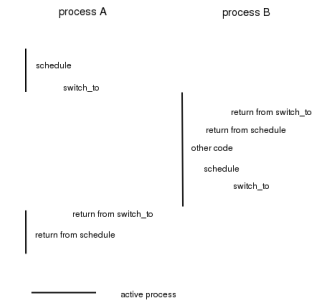 process A
process B
schedule
switch_to
return from switch_to
return from schedule
other code
schedule
switch_to
return from switch_to
return from schedule
active process